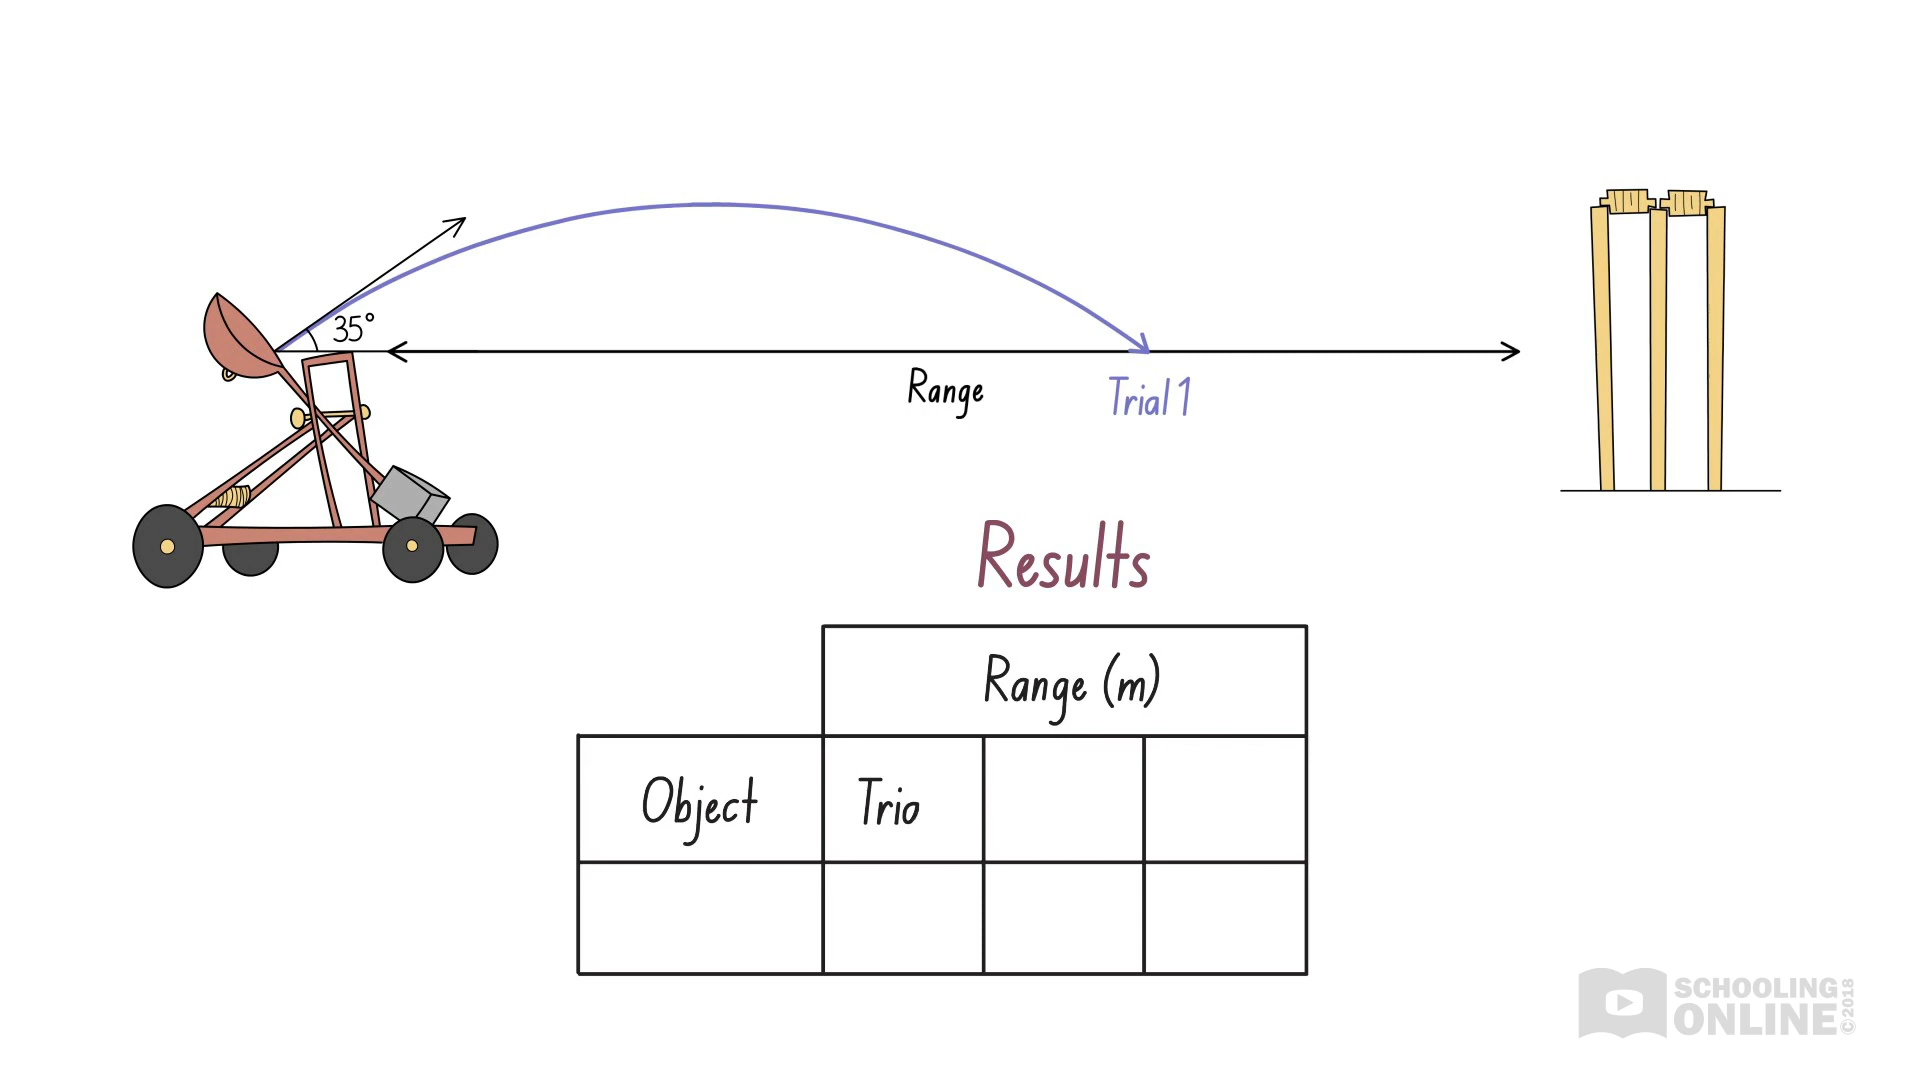 35°
Range
Trial 1
Results
Range (m)
Object
Trio
SCHOOLING
ONLINE
©2018